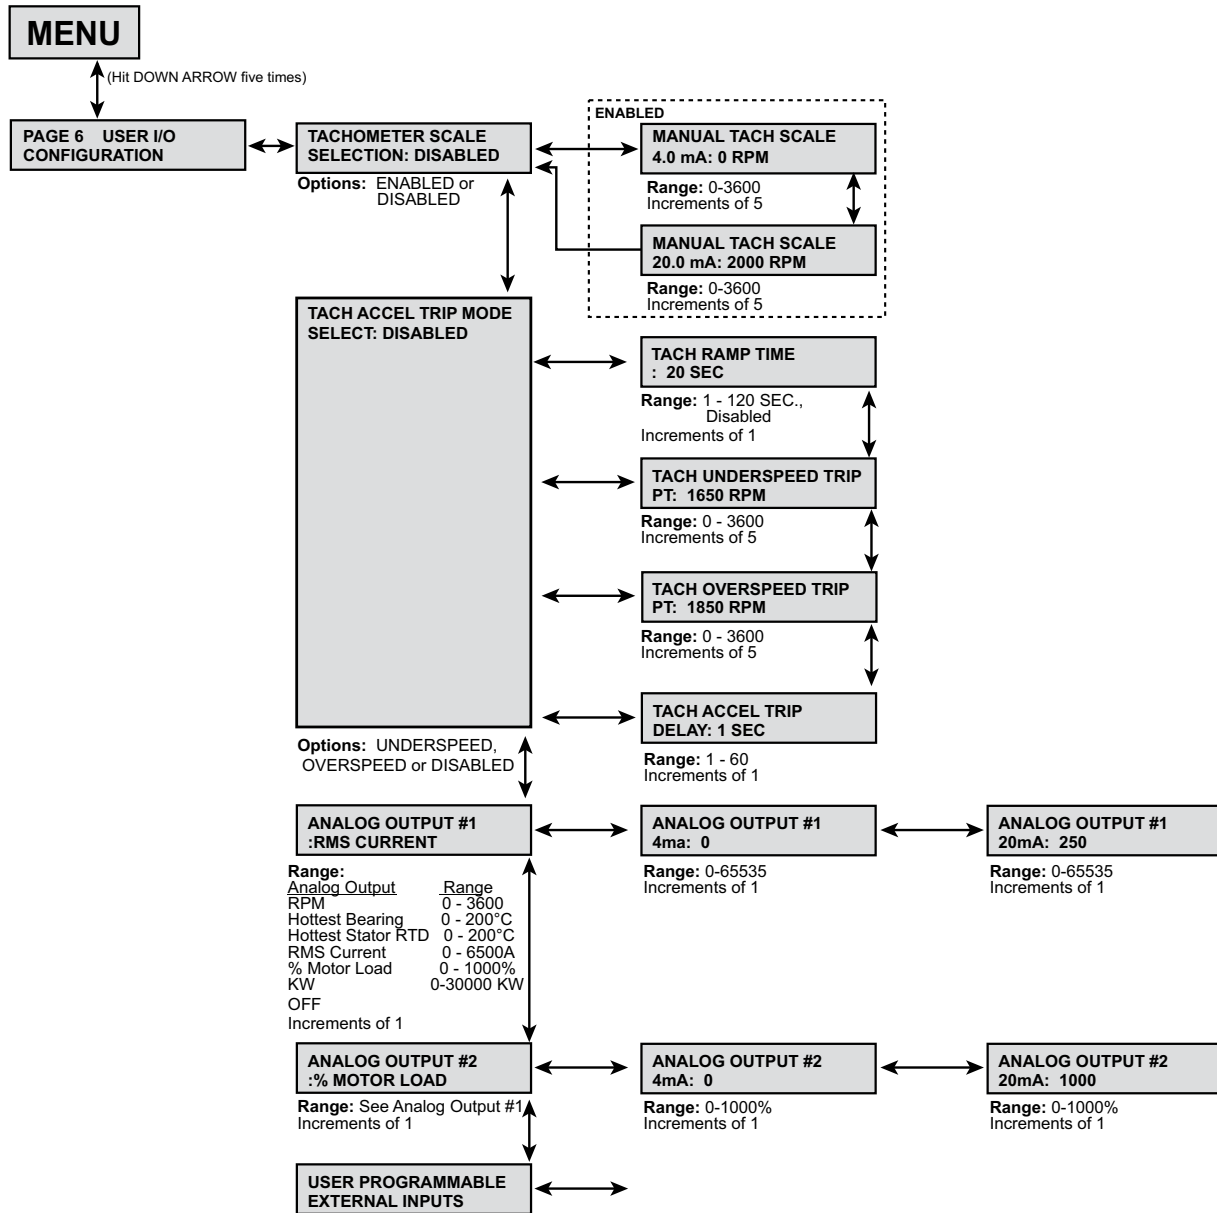 MENU
(Hit DOWN ARROW five times)
PAGE 6 USER I/O
CONFIGURATION
TACHOMETER SCALE
SELECTION: DISABLED
Options: ENABLED or
DISABLED
ENABLED
MANUAL TACH SCALE
4.0 mA: 0 RPM
Range: 0-3600
Increments of 5
MANUAL TACH SCALE
20.0 mA: 2000 RPM
Range: 0-3600
Increments of 5
TACH ACCEL TRIP MODE
SELECT: DISABLED
TACH RAMP TIME
: 20 SEC
Range: 1 - 120 SEC.,
Disabled
Increments of 1
TACH UNDERSPEED TRIP
PT: 1650 RPM
Range: 0 - 3600
Increments of 5
TACH OVERSPEED TRIP
PT: 1850 RPM
Range: 0 - 3600
Increments of 5
TACH ACCEL TRIP
DELAY: 1 SEC
Range: 1 - 60
Increments of 1
Options: UNDERSPEED,
OVERSPEED or DISABLED
ANALOG OUTPUT #1
:RMS CURRENT
Range:
Analog Output Range
RPM 0 - 3600
Hottest Bearing 0 - 200°C
Hottest Stator RTD 0 - 200°C
RMS Current 0 - 6500A
% Motor Load 0 - 1000%
KW 0-30000 KW
OFF
Increments of 1
ANALOG OUTPUT #1
4ma: 0
Range: 0-65535
Increments of 1
ANALOG OUTPUT #1
20mA: 250
Range: 0-65535
Increments of 1
ANALOG OUTPUT #2
:% MOTOR LOAD
Range: See Analog Output #1
Increments of 1
ANALOG OUTPUT #2
4mA: 0
Range: 0-1000%
Increments of 1
ANALOG OUTPUT #2
20mA: 1000
Range: 0-1000%
Increments of 1
USER PROGRAMMABLE
EXTERNAL INPUTS